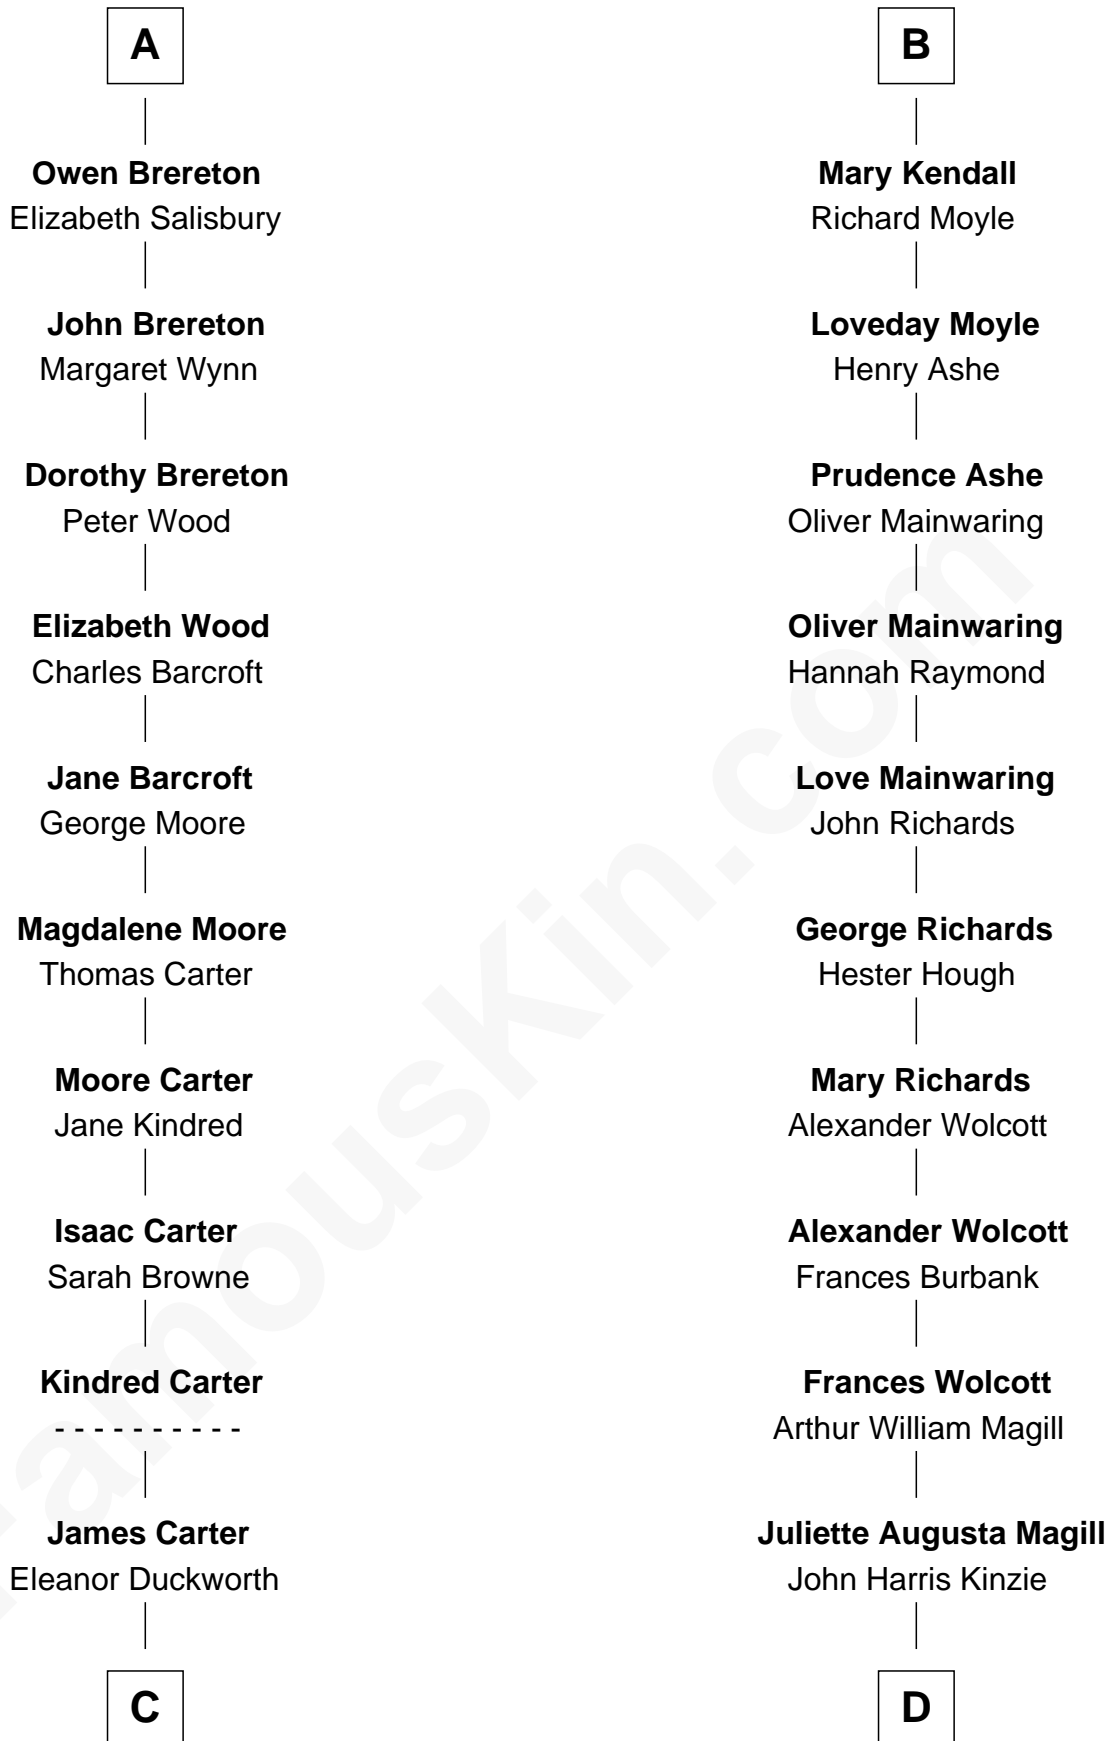 A
Owen Brereton
Elizabeth Salisbury
John Brereton
Margaret Wynn
Dorothy Brereton
Peter Wood
Elizabeth Wood
Charles Barcroft
Jane Barcroft
George Moore
Magdalene Moore
Thomas Carter
Moore Carter
Jane Kindred
Isaac Carter
Sarah Browne
Kindred Carter
- - - - - - - - - -
James Carter
Eleanor Duckworth
C
B
Mary Kendall
Richard Moyle
Loveday Moyle
Henry Ashe
Prudence Ashe
Oliver Mainwaring
Oliver Mainwaring
Hannah Raymond
Love Mainwaring
John Richards
George Richards
Hester Hough
Mary Richards
Alexander Wolcott
Alexander Wolcott
Frances Burbank
Frances Wolcott
Arthur William Magill
Juliette Augusta Magill
John Harris Kinzie
D
FamousKin.com